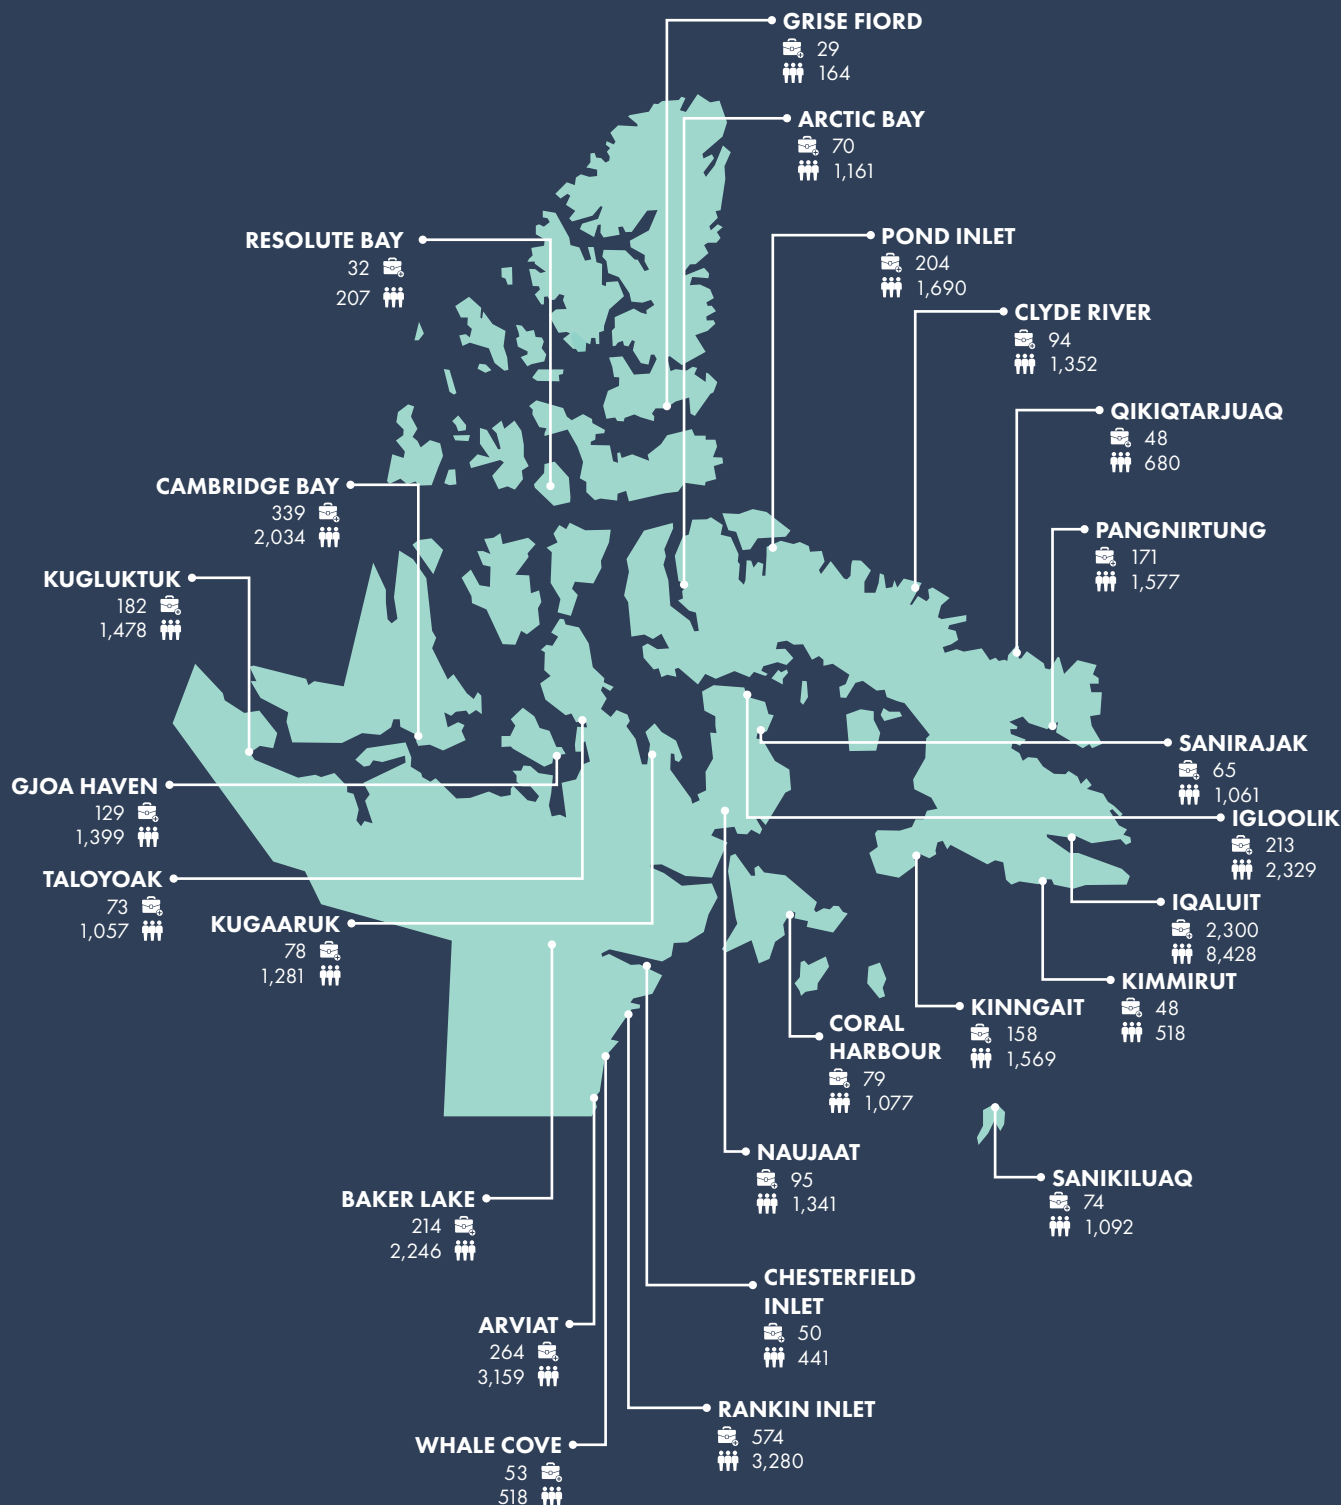 GRISE FIORD
29
164
ARCTIC BAY
70
1,161
RESOLUTE BAY
32
207
POND INLET
204
1,690
CLYDE RIVER
94
1,352
QIKIQTARJUAQ
48
680
CAMBRIDGE BAY
339
2,034
PANGNIRTUNG
171
1,577
KUGLUKTUK
182
1,478
SANIRAJAK
65
1,061
GJOA HAVEN
129
1,399
IGLOOLIK
213
2,329
TALOYOAK
73
1,057
KUGAARUK
78
1,281
IQALUIT
2,300
8,428
KIMMIRUT
48
518
KINNGAIT
158
1,569
CORAL
HARBOUR
79
1,077
NAUJAAT
95
1,341
SANIKILUAQ
74
1,092
BAKER LAKE
214
2,246
CHESTERFIELD
INLET
50
441
ARVIAT
264
3,159
RANKIN INLET
574
3,280
WHALE COVE
53
518